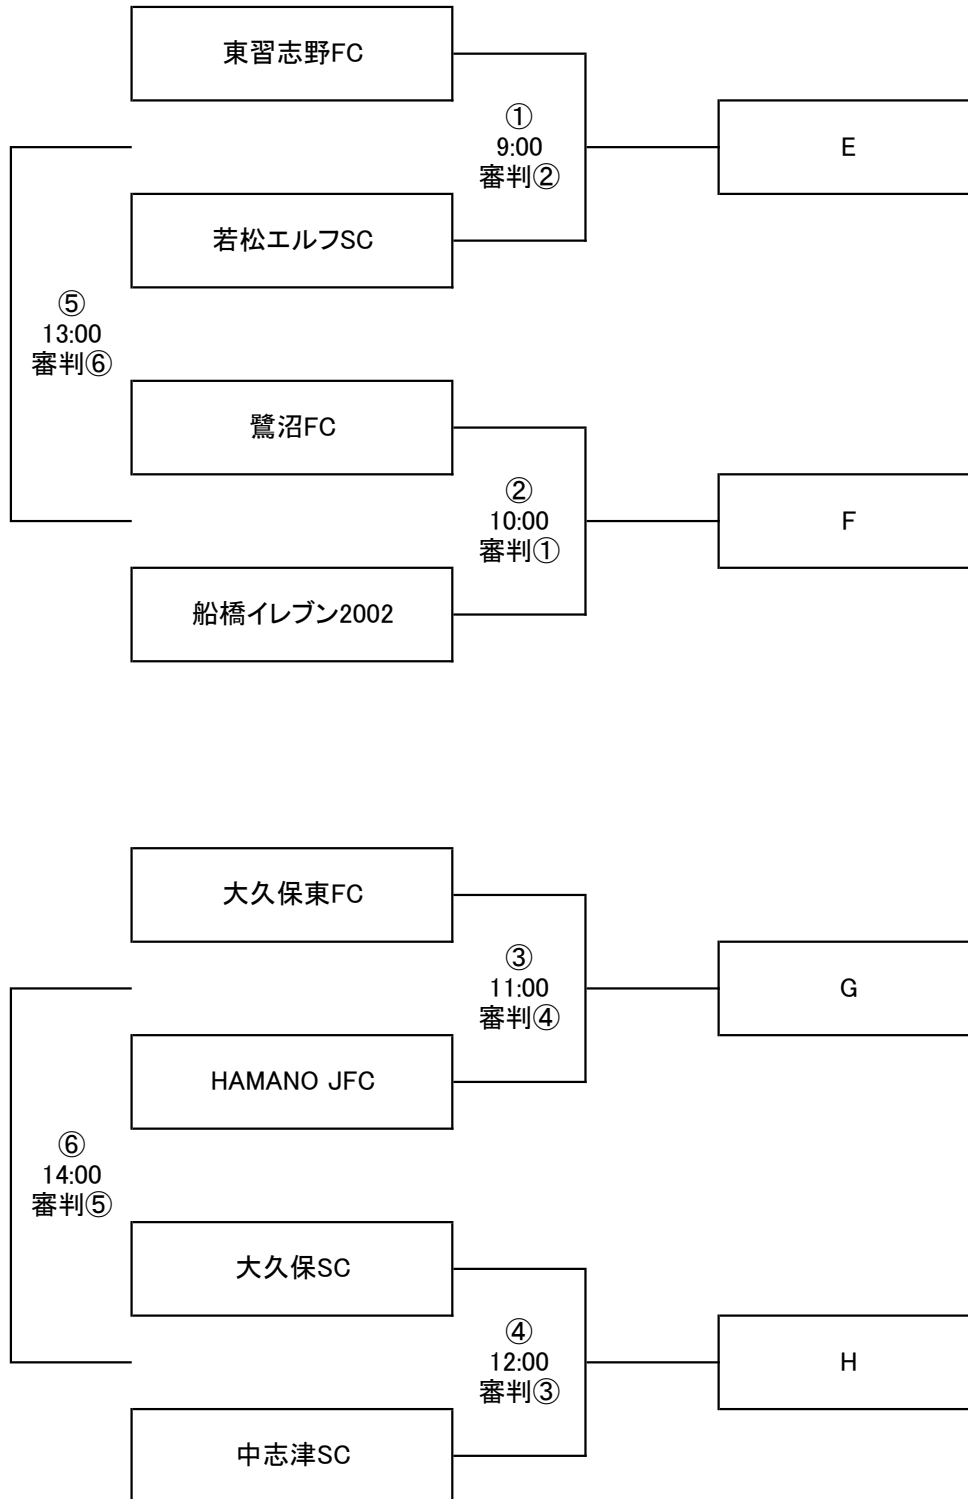 東習志野FC
①
9:00
審判②
E
若松エルフSC
⑤
13:00
審判⑥
鷺沼FC
②
10:00
審判①
F
船橋イレブン2002
大久保東FC
③
11:00
審判④
G
HAMANO JFC
⑥
14:00
審判⑤
大久保SC
④
12:00
審判③
H
中志津SC